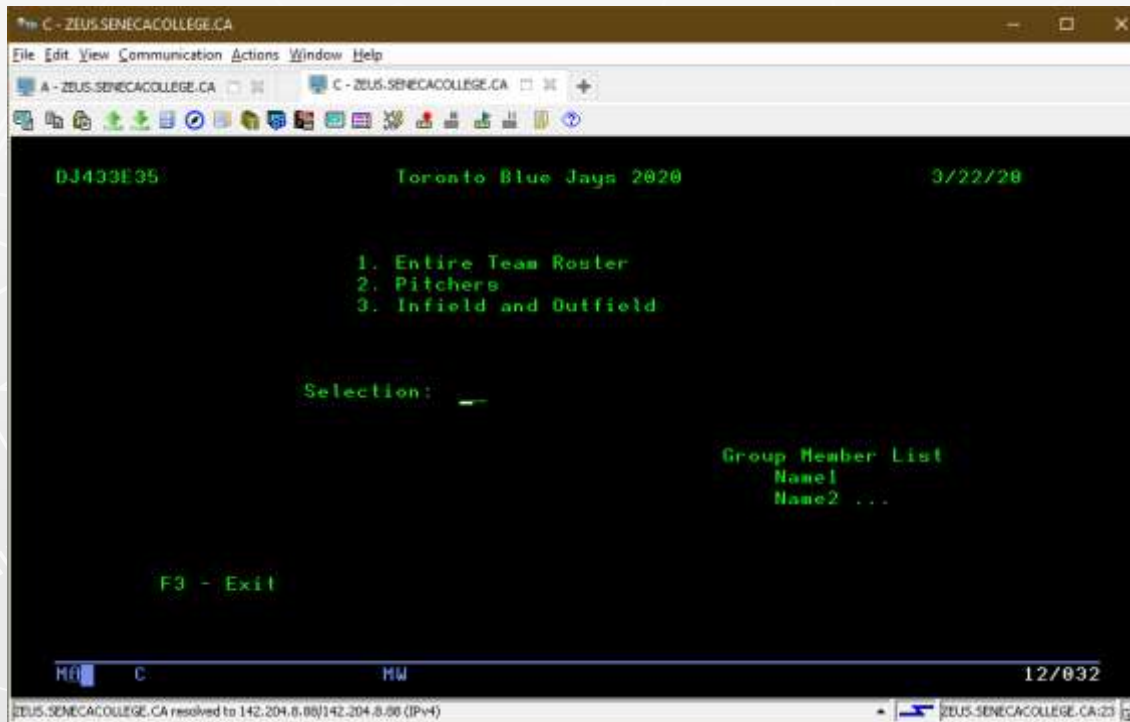 C - ZEUS.SENECACOLLEGE.CA
File Edit View Communication Actions Window Help
A - ZEUS.SENECACOLLEGE.CA C - ZEUS.SENECACOLLEGE.CA
DJ433E35 Toronto Blue Jays 2020 3/22/20
1. Entire Team Roster
2. Pitchers
3. Infield and Outfield
Selection:
Group Member List
Name1
Name2 ...
F3 - Exit
C MW 12/032
ZEUS.SENECACOLLEGE.CA resolved to 142.204.8.88/142.204.8.88 (IPv4) ZEUS.SENECACOLLEGE.CA:23